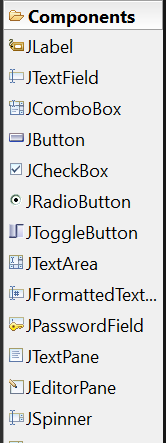 Components
JLabel
JTextField
JComboBox
JButton
JCheckBox
JRadioButton
JToggleButton
JTextArea
JFormattedText...
JPasswordField
JTextPane
JEditorPane
JSpinner